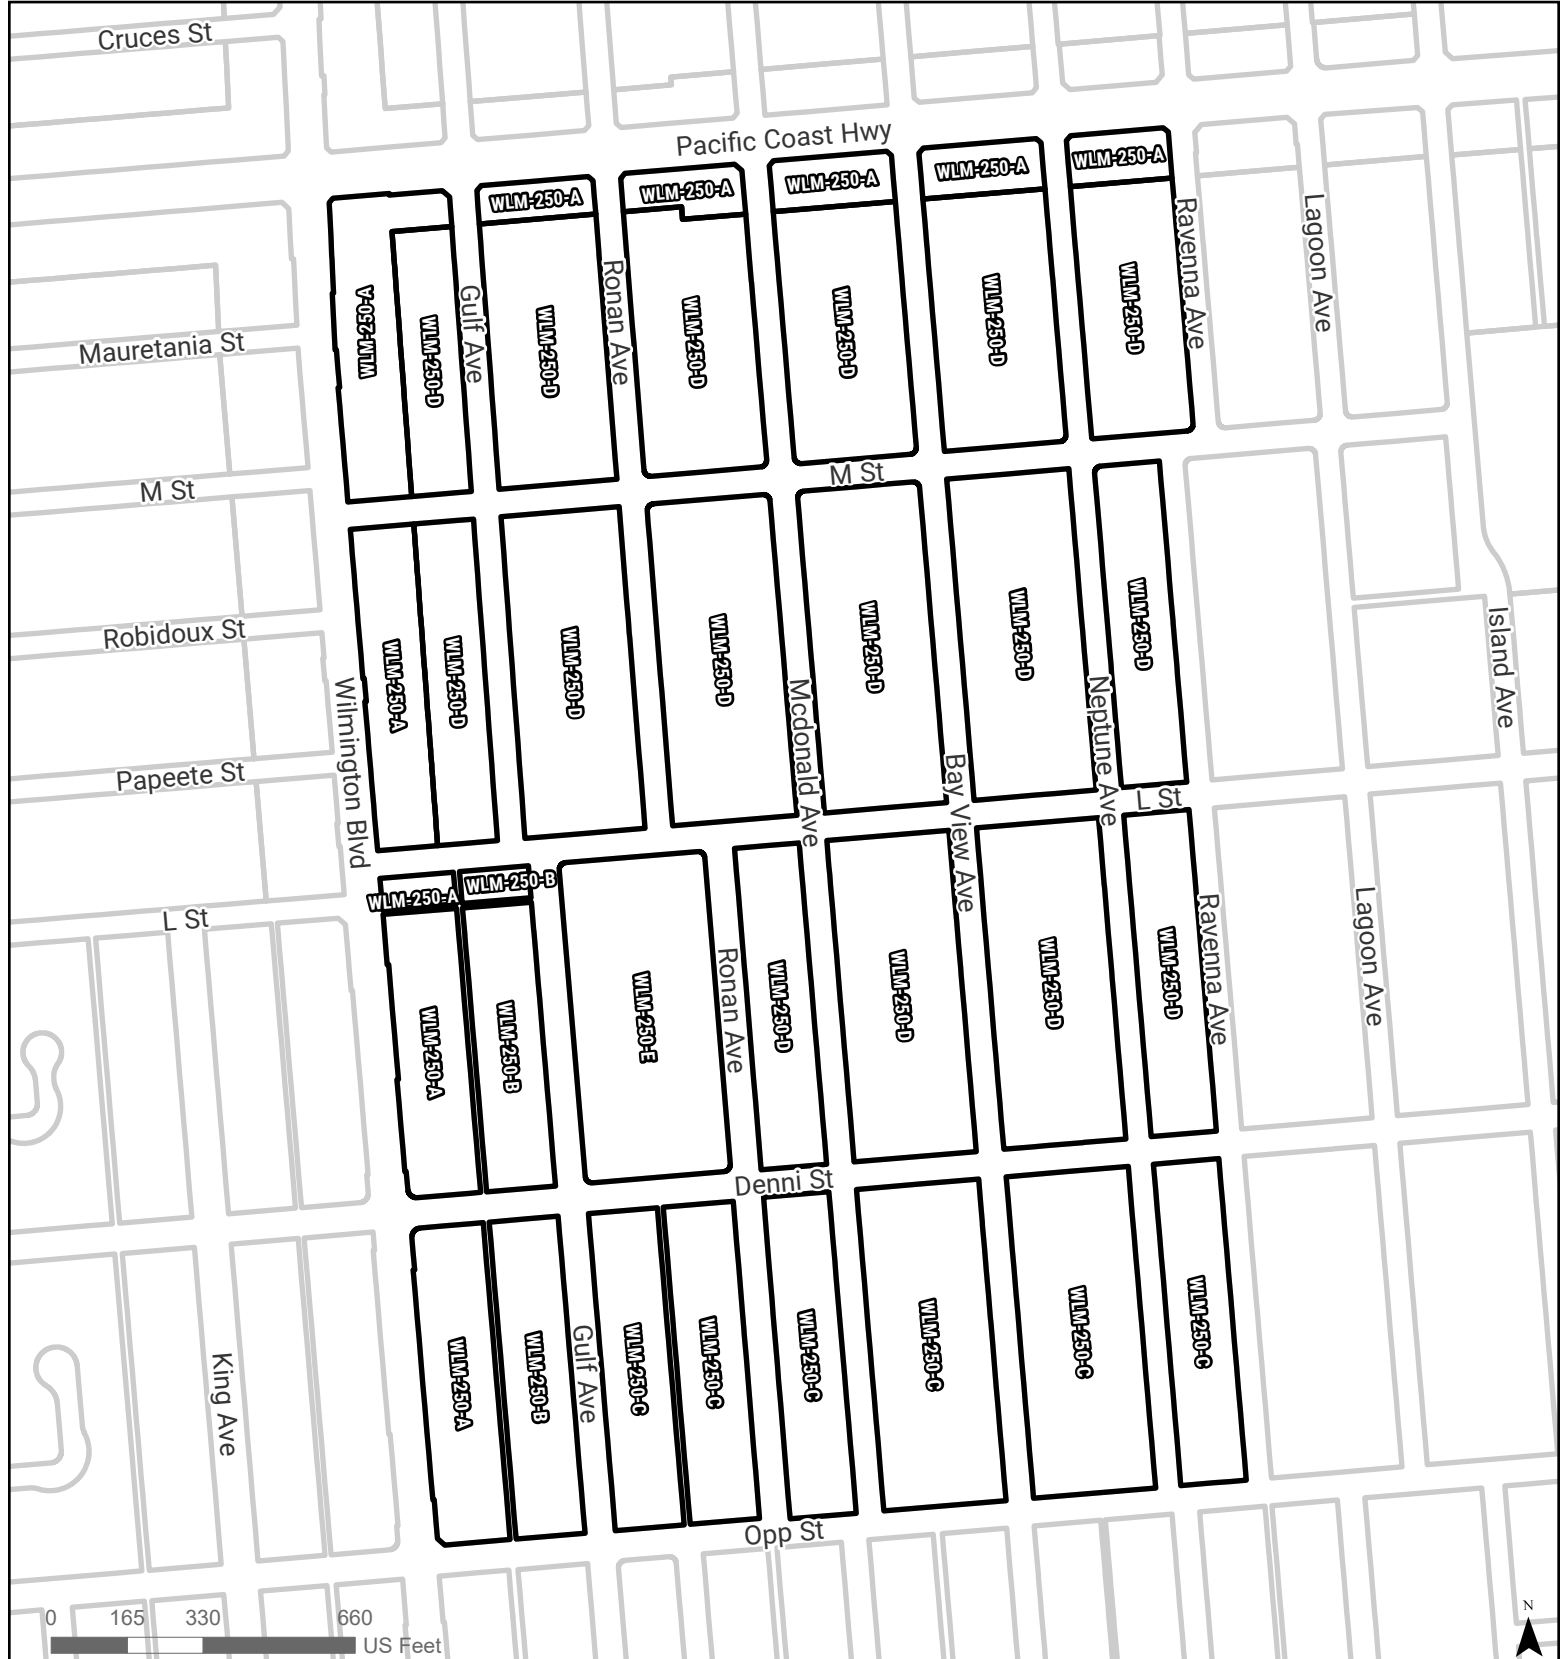 Cruces St
Pacific Coast Hwy
WLM-250-A
WLM-250-A
WLM-250-A
WLM-250-A
WLM-250-A
WLM-250-A
WLM-250-D
Gulf Ave
WLM-250-D
Ronan Ave
WLM-250-D
WLM-250-D
WLM-250-D
WLM-250-D
Ravenna Ave
Lagoon Ave
Mauretania St
M St
M St
Robidoux St
Wilmington Blvd
WLM-250-A
WLM-250-D
WLM-250-D
WLM-250-D
Mcdonald Ave
WLM-250-D
Bay View Ave
WLM-250-D
Neptune Ave
WLM-250-D
Island Ave
Papeete St
L St
L St
WLM-250-A
WLM-250-B
WLM-250-A
WLM-250-B
WLM-250-E
Ronan Ave
WLM-250-D
WLM-250-D
WLM-250-D
WLM-250-D
Ravenna Ave
Lagoon Ave
Denni St
King Ave
WLM-250-A
WLM-250-B
Gulf Ave
WLM-250-C
WLM-250-C
WLM-250-C
WLM-250-C
WLM-250-C
WLM-250-C
Opp St
0 165 330 660
US Feet
N